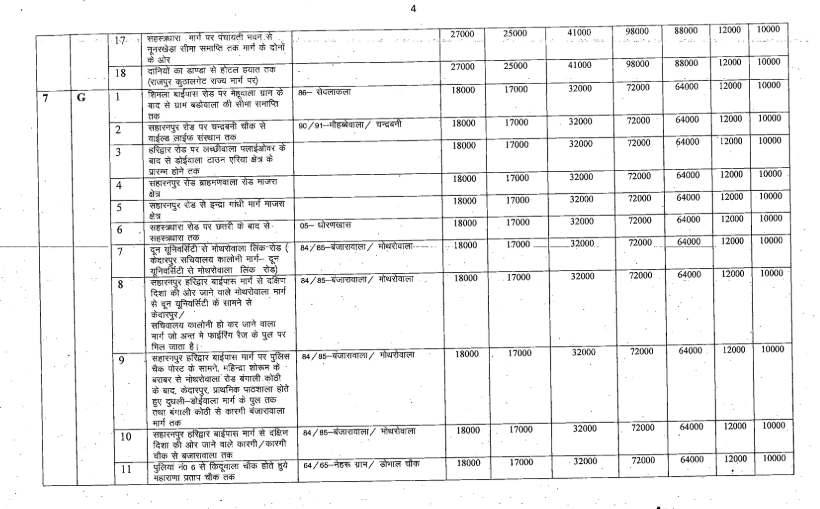 4
17 सहस्त्रधारा मार्ग पर पंचायती भवन से 27000 25000 41000 98000 88000 12000 10000
नूनरखेड़ा सीमा समाप्ति तक मार्ग के दोनों
के ओर
18 दानियों का डाण्डा से होटल हयात तक 27000 25000 41000 98000 88000 12000 10000
(राजपुर कुठालगेट राज्य मार्ग पर)
7 G 1 शिमला बाईपास रोड पर मेहूवाला ग्राम के 86– सेवलाकला 18000 17000 32000 72000 64000 12000 10000
बाद से ग्राम बडोवाला की सीमा समाप्ति
तक
2 सहारनपुर रोड पर चन्द्रबनी चौक से 90/91–मौहब्बेवाला/ चन्द्रबनी 18000 17000 32000 72000 64000 12000 10000
वाईल्ड लाईफ संस्थान तक
3 हरिद्वार रोड पर लच्छीवाला फ्लाईओवर के 18000 17000 32000 72000 64000 12000 10000
बाद से डोईवाला टाउन एरिया क्षेत्र के
प्रारम्भ होने तक
4 सहारनपुर रोड ब्राहमणवाला रोड माजरा 18000 17000 32000 72000 64000 12000 10000
क्षेत्र
5 सहारनपुर रोड से इन्द्रा गांधी मार्ग माजरा 18000 17000 32000 72000 64000 12000 10000
क्षेत्र
6 सहस्त्रधारा रोड पर छतरी के बाद से 05– धोरणखास 18000 17000 32000 72000 64000 12000 10000
सहस्त्रधारा तक
7 दून यूनिवर्सिटी से मोथरोवाला लिंक रोड ( 84/85–बंजारावाला/ मोथरोवाला 18000 17000 32000 72000 64000 12000 10000
केदारपुर सचिवालय कालोनी मार्ग– दून
यूनिवर्सिटी से मोथरोवाला लिंक रोड)
8 सहारनपुर हरिद्वार बाईपास मार्ग से दक्षिण 84/85–बंजारावाला/ मोथरोवाला 18000 17000 32000 72000 64000 12000 10000
दिशा की ओर जाने वाले मोथरोवाला मार्ग
से दून यूनिवर्सिटी के सामने से
केदारपुर/
सचिवालय कालोनी हो कर जाने वाला
मार्ग जो अन्त मे फाईरिंग रैज के पुल पर
मिल जाता है।
9 सहारनपुर हरिद्वार बाईपास मार्ग पर पुलिस 84/85–बंजारावाला/ मोथरोवाला 18000 17000 32000 72000 64000 12000 10000
चैक पोस्ट के सामने, महिन्द्रा शोरूम के
बराबर से मोथरोवाला रोड बंगाली कोठी
के बाद, केदारपुर, प्राथमिक पाठशाला होते
हुए दुधली–डोईवाला मार्ग के पुल तक
तथा बंगाली कोठी से कारगी बंजारावाला
मार्ग तक
10 सहारनपुर हरिद्वार बाईपास मार्ग से दक्षिण 84/85–बंजारावाला/ मोथरोवाला 18000 17000 32000 72000 64000 12000 10000
दिशा की ओर जाने वाले कारगी/कारगी
चौक से बजारावाला तक
11 पुलिया नं0 6 से किदूवाला चौक होते हुये 64/65–नेहरू ग्राम/ डोभाल चौक 18000 17000 32000 72000 64000 12000 10000
महाराणा प्रताप चौक तक